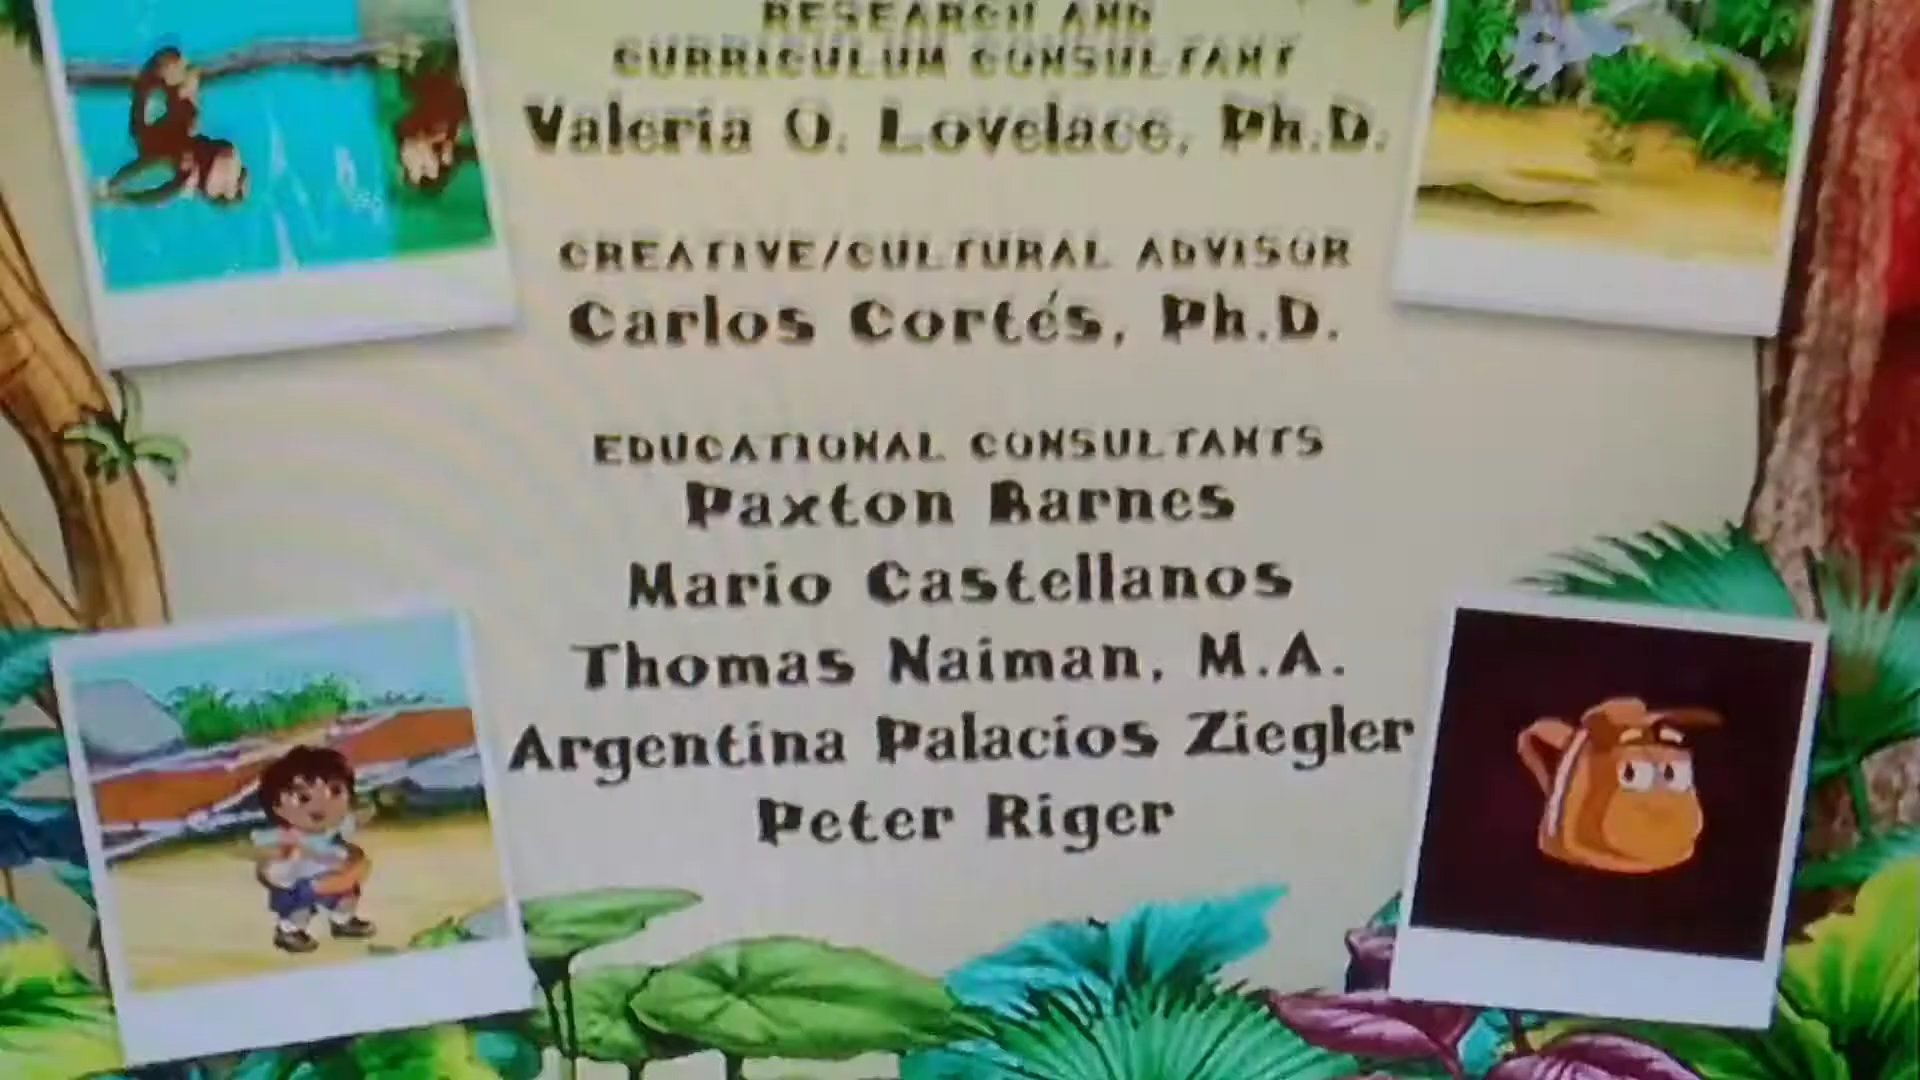 RESEARCH AND
CURRICULUM CONSULTANT
Valeria O. Lovelace, Ph.D.
CREATIVE/CULTURAL ADVISOR
Carlos Cortés, Ph.D.
EDUCATIONAL CONSULTANTS
Paxton Barnes
Mario Castellanos
Thomas Naiman, M.A.
Argentina Palacios Ziegler
Peter Riger